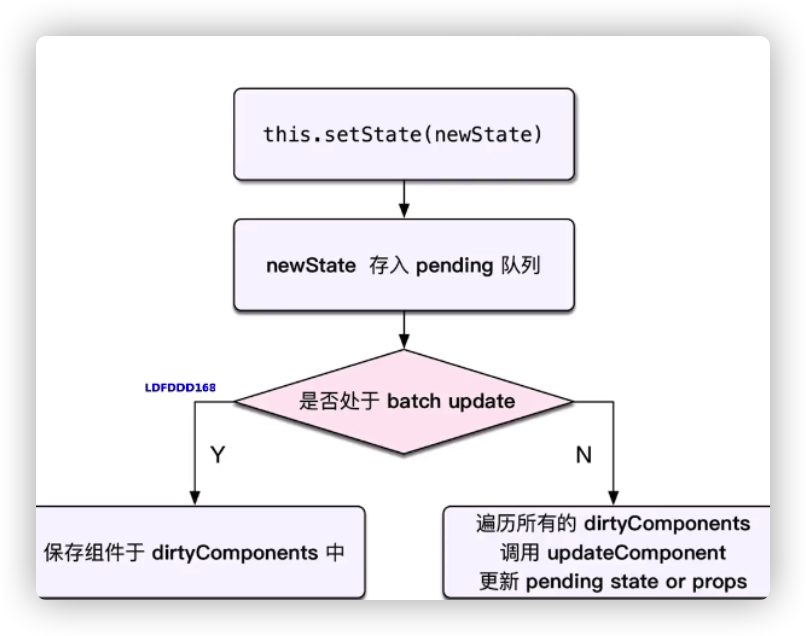 this.setState(newState)
newState 存入 pending 队列
LDFDDD168
是否处于 batch update
Y
N
保存组件于 dirtyComponents 中
遍历所有的 dirtyComponents
调用 updateComponent
更新 pending state or props